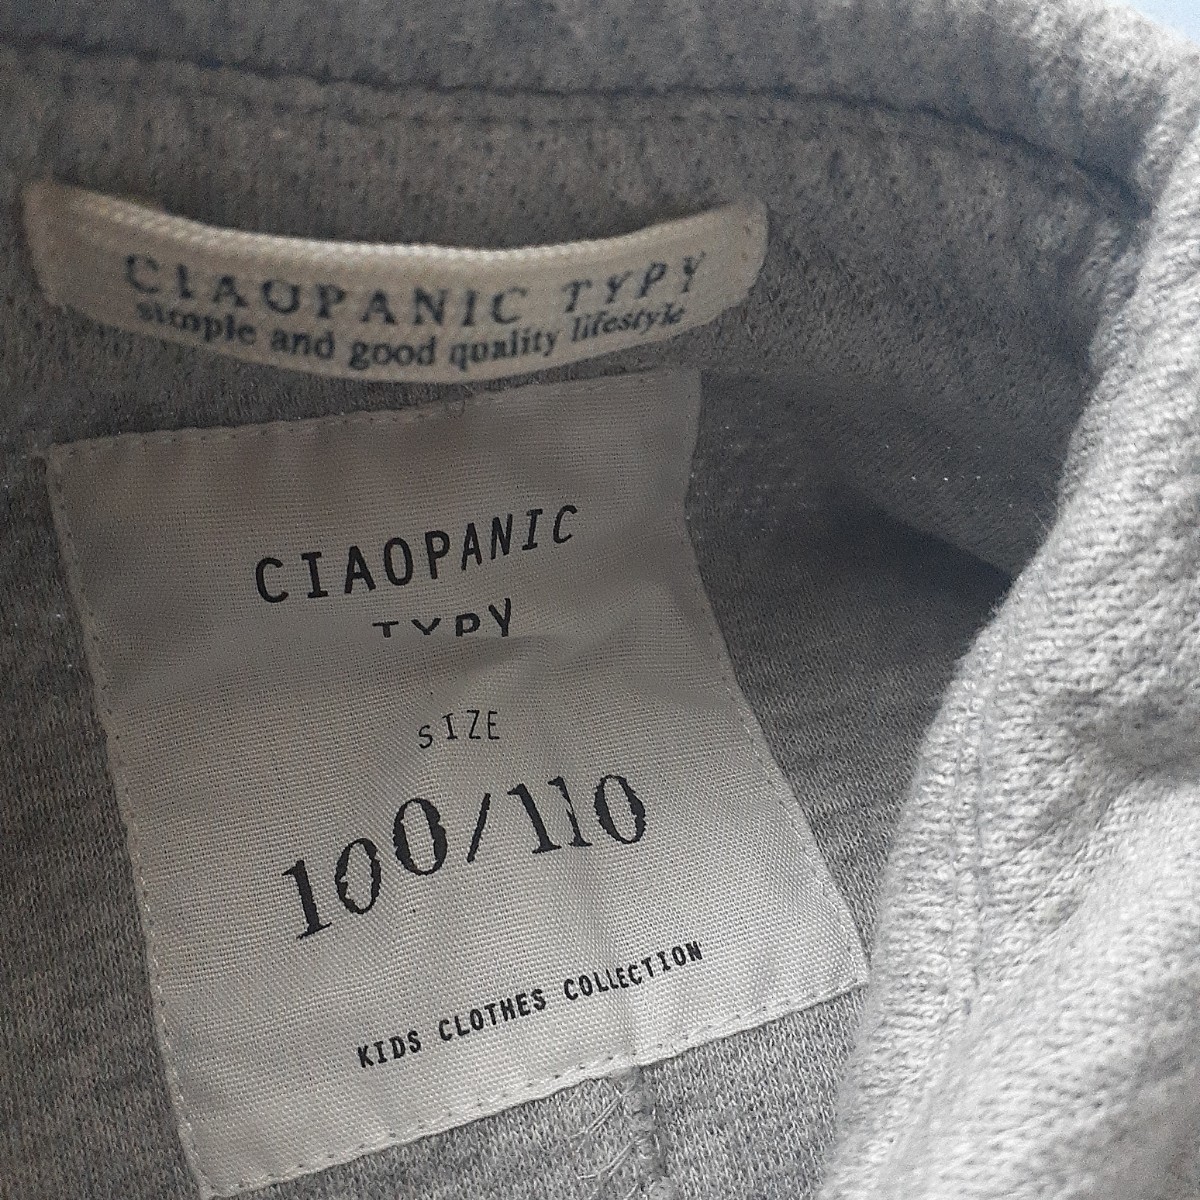 CIAOPANIC TYPY
simple and good quality lifestyle
CIAOPANIC
TYPY
SIZE
100/110
KIDS CLOTHES COLLECTION